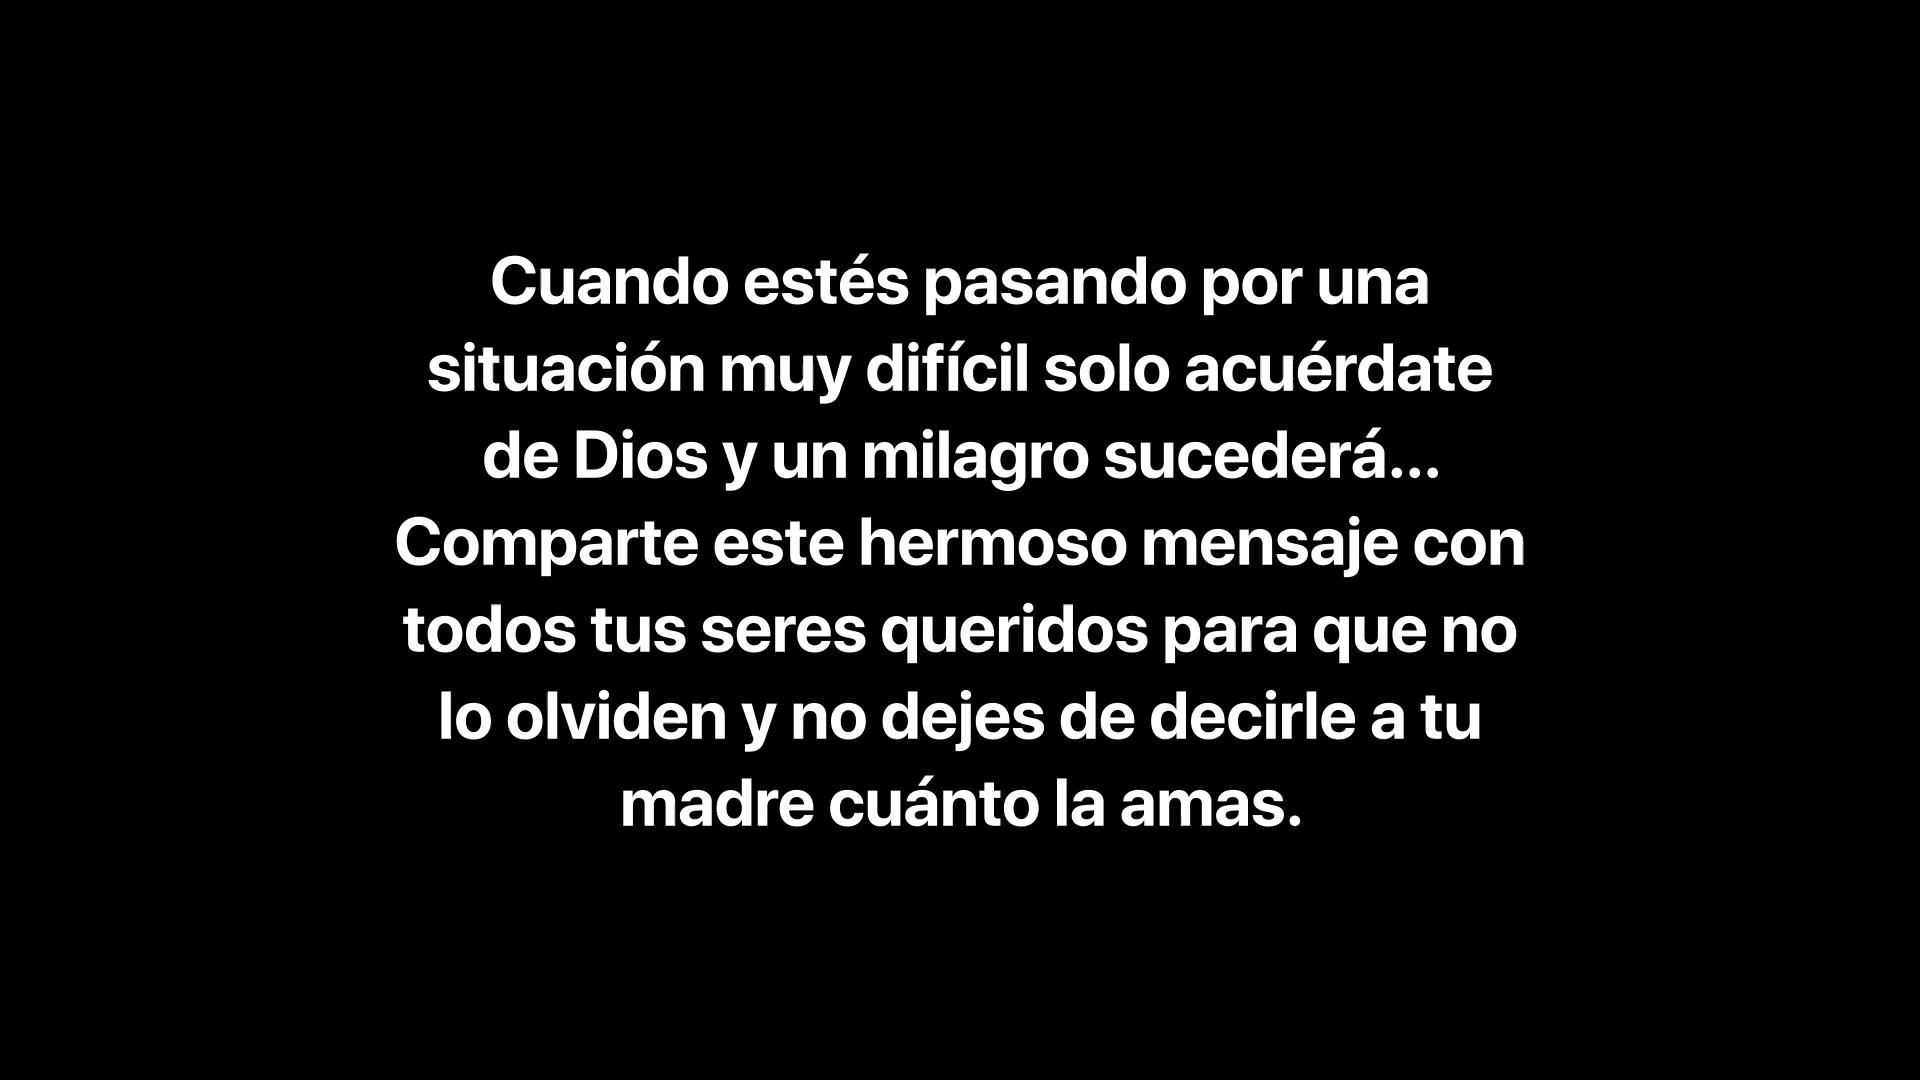 Cuando estés pasando por una
situación muy difícil solo acuérdate
de Dios y un milagro sucederá...
Comparte este hermoso mensaje con
todos tus seres queridos para que no
lo olviden y no dejes de decirle a tu
madre cuánto la amas.